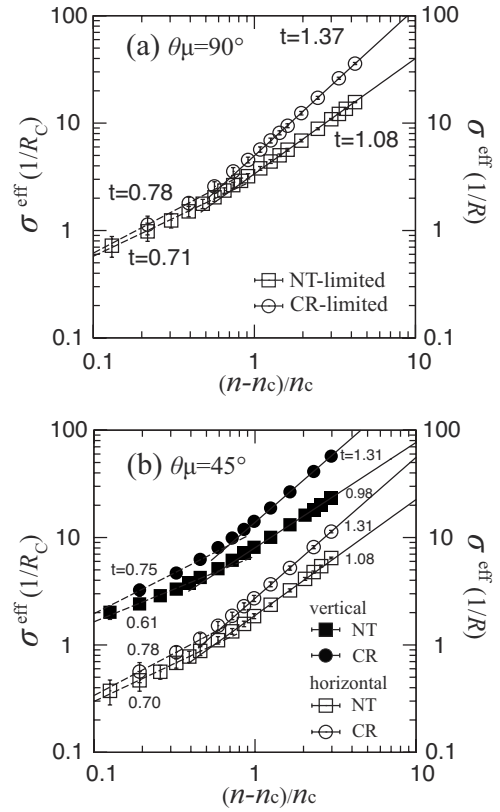 (a) θμ=90°
t=1.37
t=1.08
t=0.78
t=0.71
NT-limited
CR-limited
100
10
1
0.1
100
10
1
0.1
σ eff (1/RC)
σ eff (1/R)
0.1
1
10
(n-nc)/nc
(b) θμ=45°
t=1.31
0.98
1.31
1.08
t=0.75
0.61
0.78
0.70
vertical
NT
CR
horizontal
NT
CR
100
10
1
0.1
100
10
1
0.1
σ eff (1/RC)
σ eff (1/R)
0.1
1
10
(n-nc)/nc